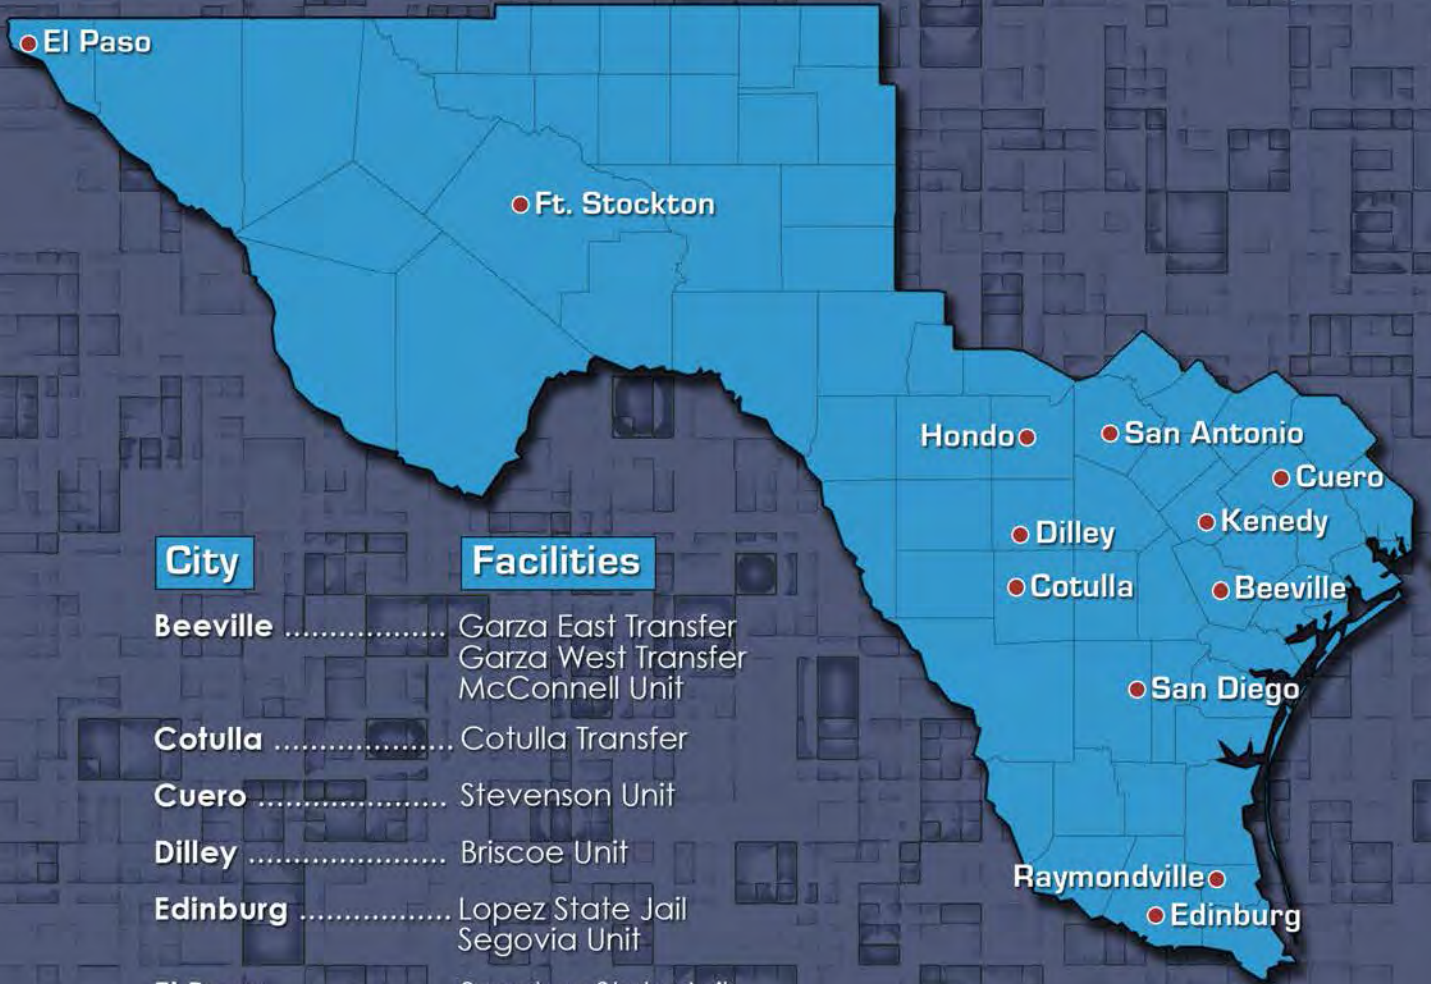 El Paso
Ft. Stockton
Hondo
San Antonio
Cuero
Kenedy
Dilley
Cotulla
Beeville
San Diego
Raymondville
Edinburg
City Facilities
Beeville .................. Garza East Transfer
Garza West Transfer
McConnell Unit
Cotulla .................... Cotulla Transfer
Cuero ..................... Stevenson Unit
Dilley ...................... Briscoe Unit
Edinburg ................. Lopez State Jail
Segovia Unit